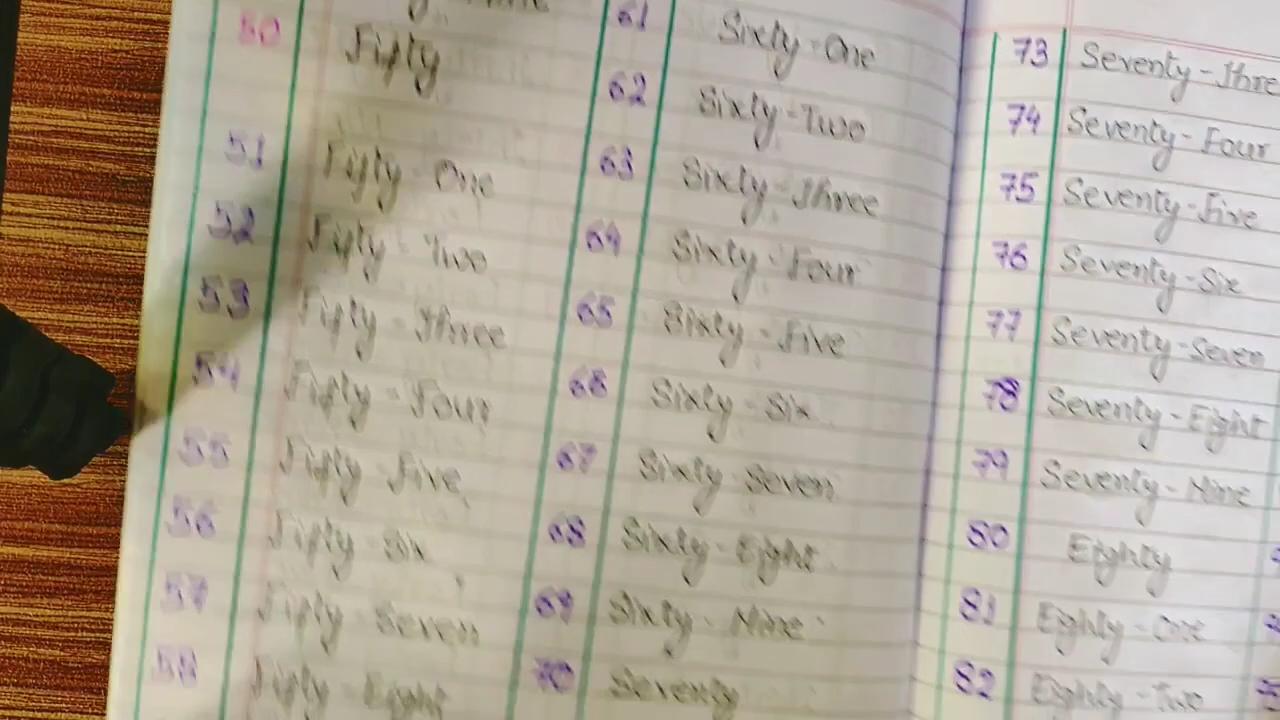 50 Fifty
51 Fifty-One
52 Fifty-Two
53 Fifty-Three
54 Fifty-Four
55 Fifty-Five
56 Fifty-Six
57 Fifty-Seven
58 Fifty-Eight
61 Sixty-One
62 Sixty-Two
63 Sixty-Three
64 Sixty-Four
65 Sixty-Five
66 Sixty-Six
67 Sixty-Seven
68 Sixty-Eight
69 Sixty-Nine
70 Seventy
73 Seventy-Thre
74 Seventy-Four
75 Seventy-Five
76 Seventy-Six
77 Seventy-Seven
78 Seventy-Eight
79 Seventy-Nine
80 Eighty
81 Eighty-One
82 Eighty-Two